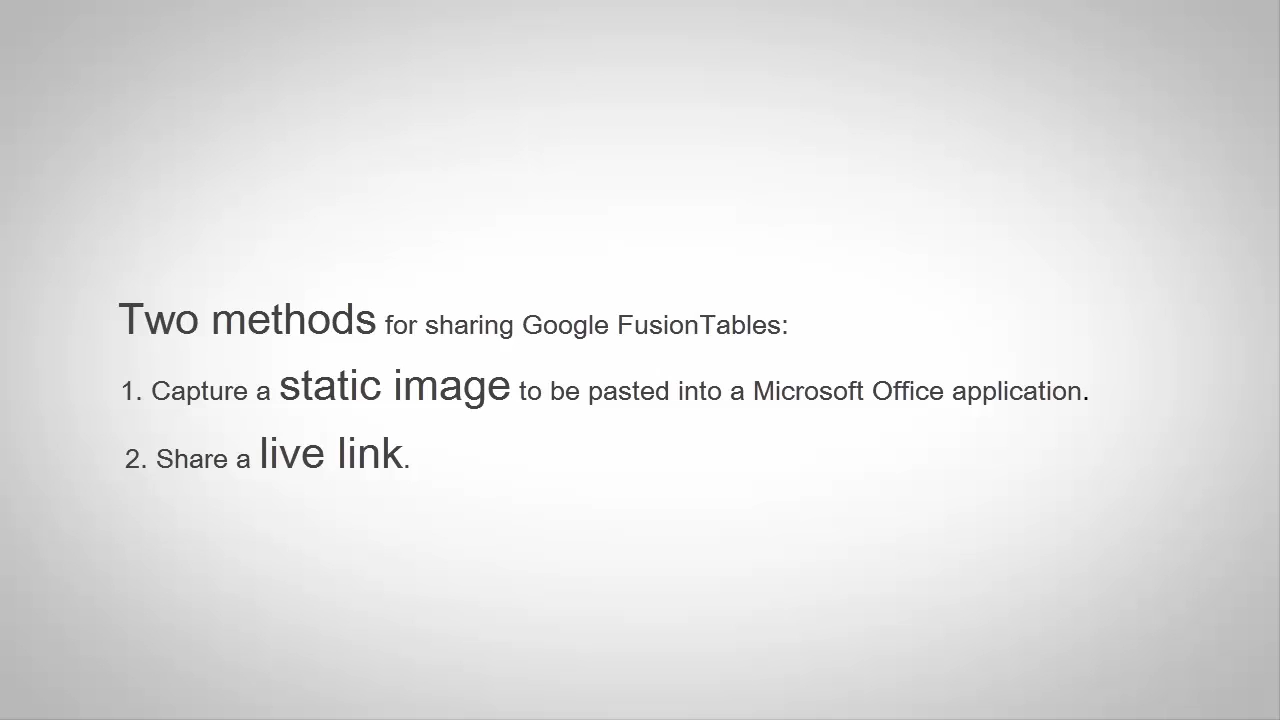 Two methods for sharing Google FusionTables:
1. Capture a static image to be pasted into a Microsoft Office application.
2. Share a live link.